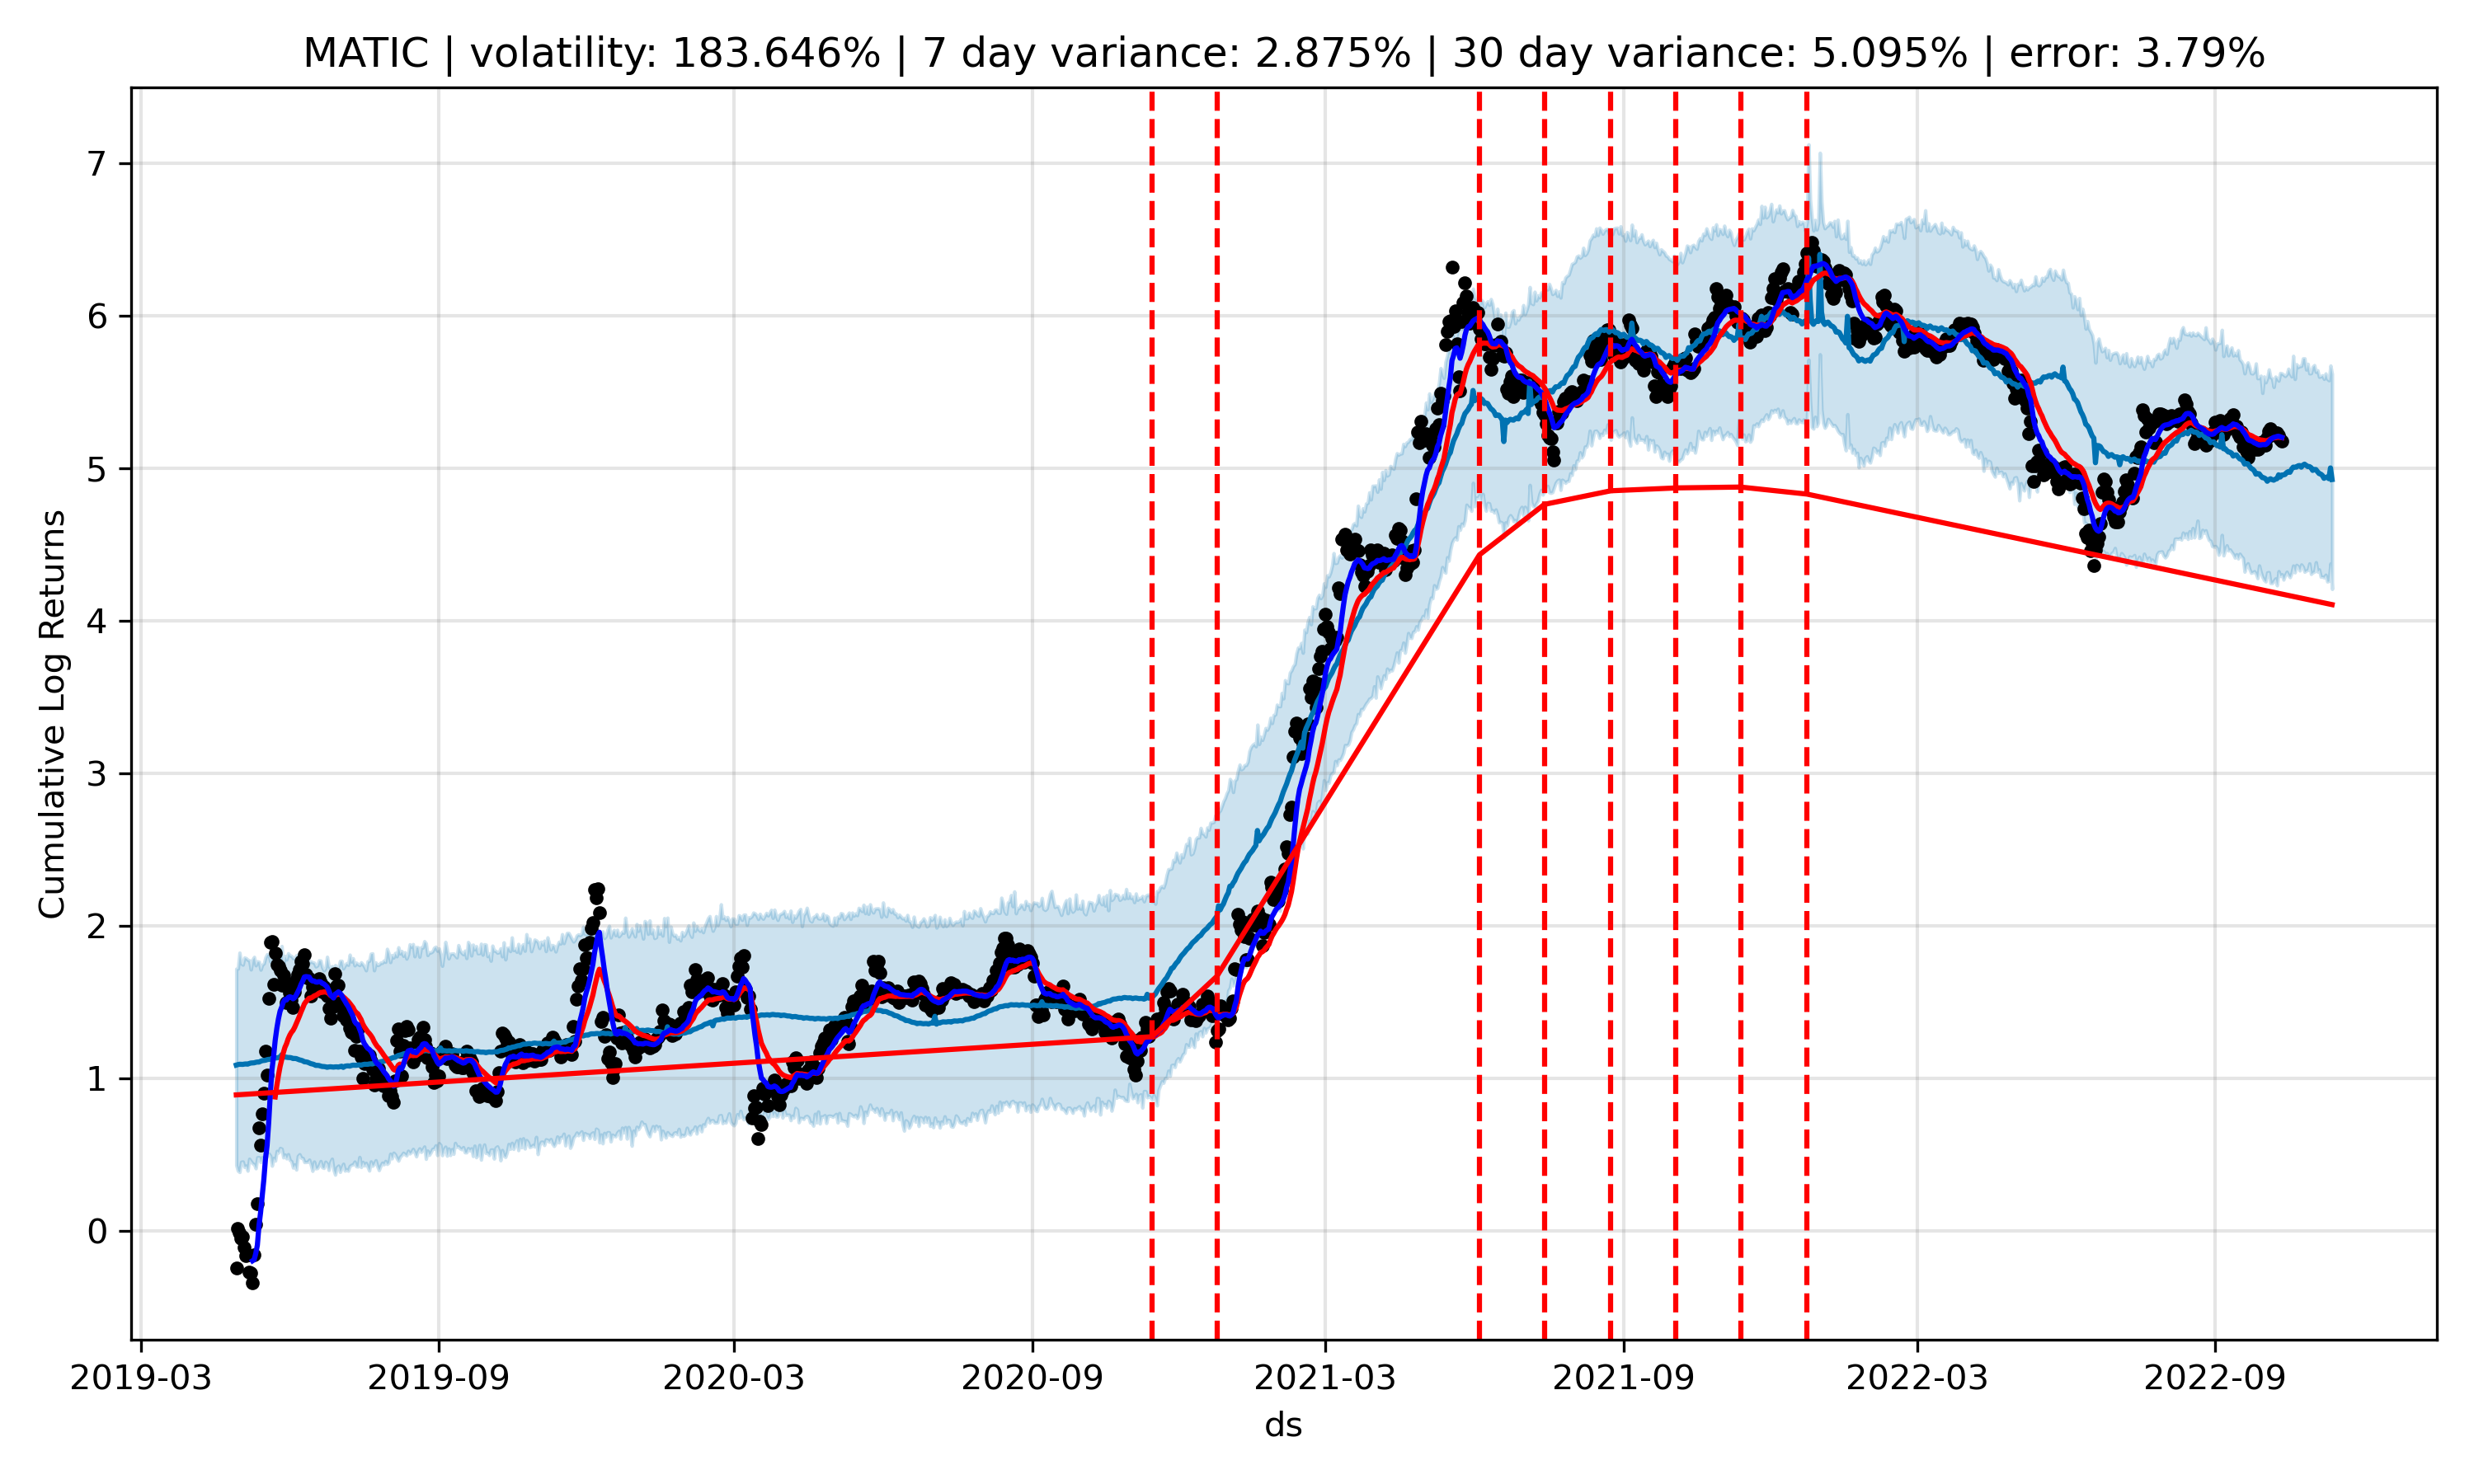 MATIC | volatility: 183.646% | 7 day variance: 2.875% | 30 day variance: 5.095% | error: 3.79%
Cumulative Log Returns
7
6
5
4
3
2
1
0
2019-03 2019-09 2020-03 2020-09 2021-03 2021-09 2022-03 2022-09
ds